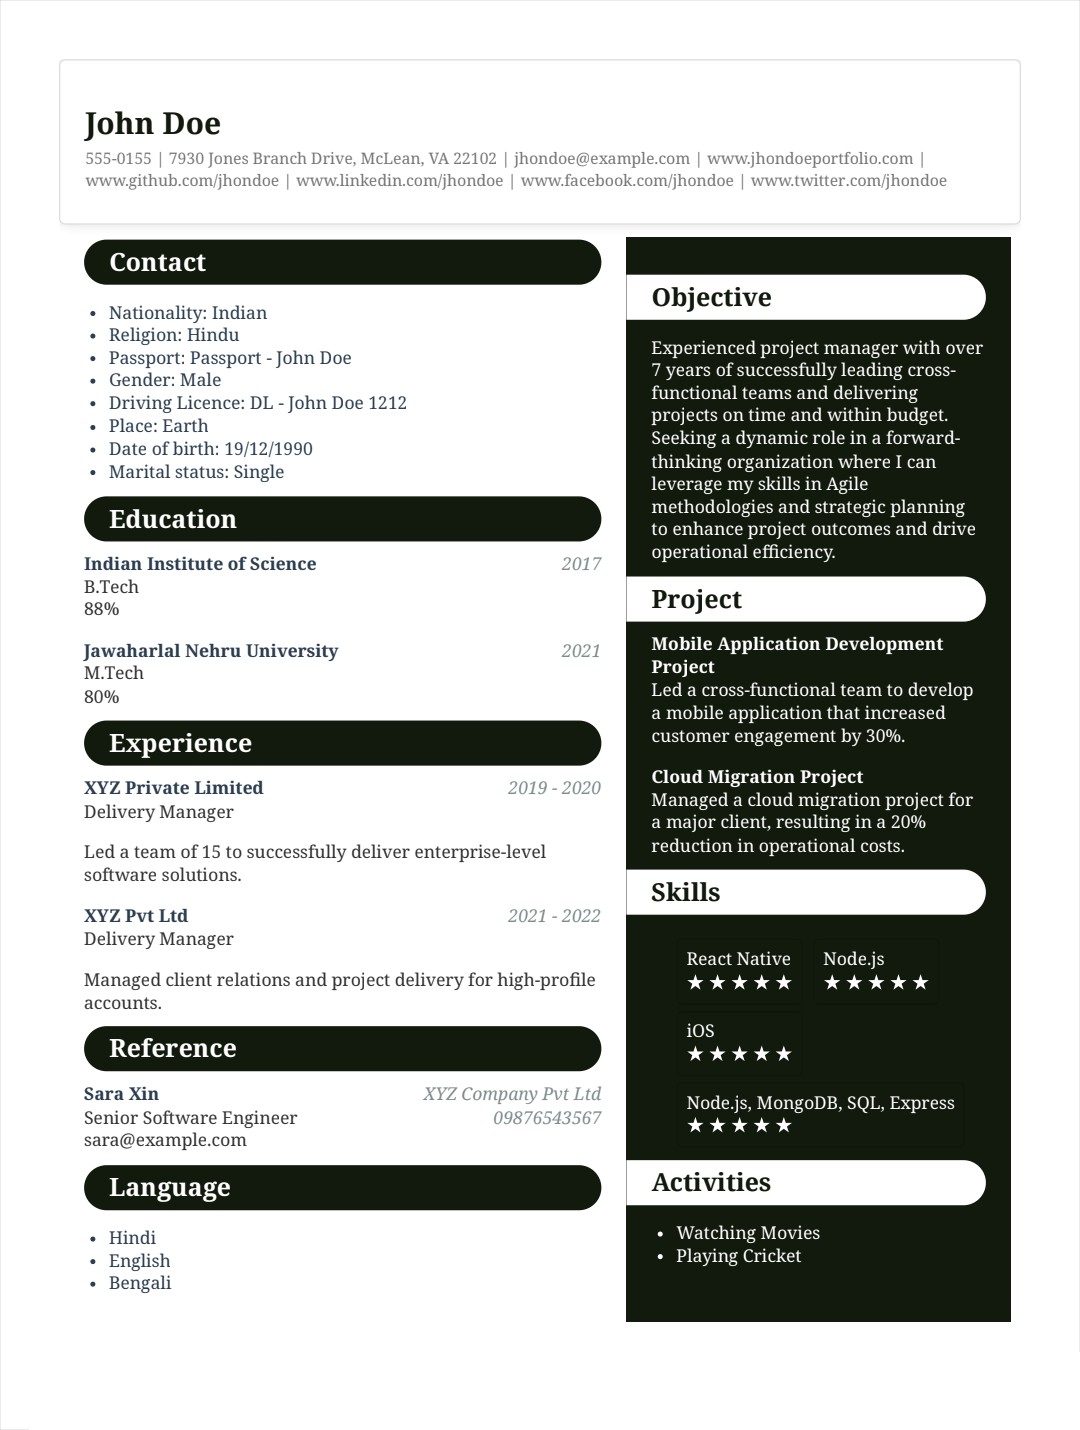 John Doe
555-0155 | 7930 Jones Branch Drive, McLean, VA 22102 | jhondoe@example.com | www.jhondoeportfolio.com |
www.github.com/jhondoe | www.linkedin.com/jhondoe | www.facebook.com/jhondoe | www.twitter.com/jhondoe
Contact
• Nationality: Indian
• Religion: Hindu
• Passport: Passport - John Doe
• Gender: Male
• Driving Licence: DL - John Doe 1212
• Place: Earth
• Date of birth: 19/12/1990
• Marital status: Single
Education
Indian Institute of Science 2017
B.Tech
88%
Jawaharlal Nehru University 2021
M.Tech
80%
Experience
XYZ Private Limited 2019 - 2020
Delivery Manager
Led a team of 15 to successfully deliver enterprise-level
software solutions.
XYZ Pvt Ltd 2021 - 2022
Delivery Manager
Managed client relations and project delivery for high-profile
accounts.
Reference
Sara Xin XYZ Company Pvt Ltd
Senior Software Engineer 09876543567
sara@example.com
Language
• Hindi
• English
• Bengali
Objective
Experienced project manager with over
7 years of successfully leading cross-
functional teams and delivering
projects on time and within budget.
Seeking a dynamic role in a forward-
thinking organization where I can
leverage my skills in Agile
methodologies and strategic planning
to enhance project outcomes and drive
operational efficiency.
Project
Mobile Application Development
Project
Led a cross-functional team to develop
a mobile application that increased
customer engagement by 30%.
Cloud Migration Project
Managed a cloud migration project for
a major client, resulting in a 20%
reduction in operational costs.
Skills
React Native Node.js
★★★★★ ★★★★★
iOS
★★★★★
Node.js, MongoDB, SQL, Express
★★★★★
Activities
• Watching Movies
• Playing Cricket